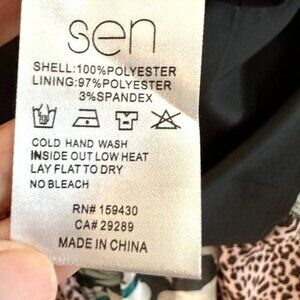 sen
SHELL:100%POLYESTER
LINING:97%POLYESTER
3%SPANDEX
COLD HAND WASH
INSIDE OUT LOW HEAT
LAY FLAT TO DRY
NO BLEACH
RN# 159430
CA# 29289
MADE IN CHINA